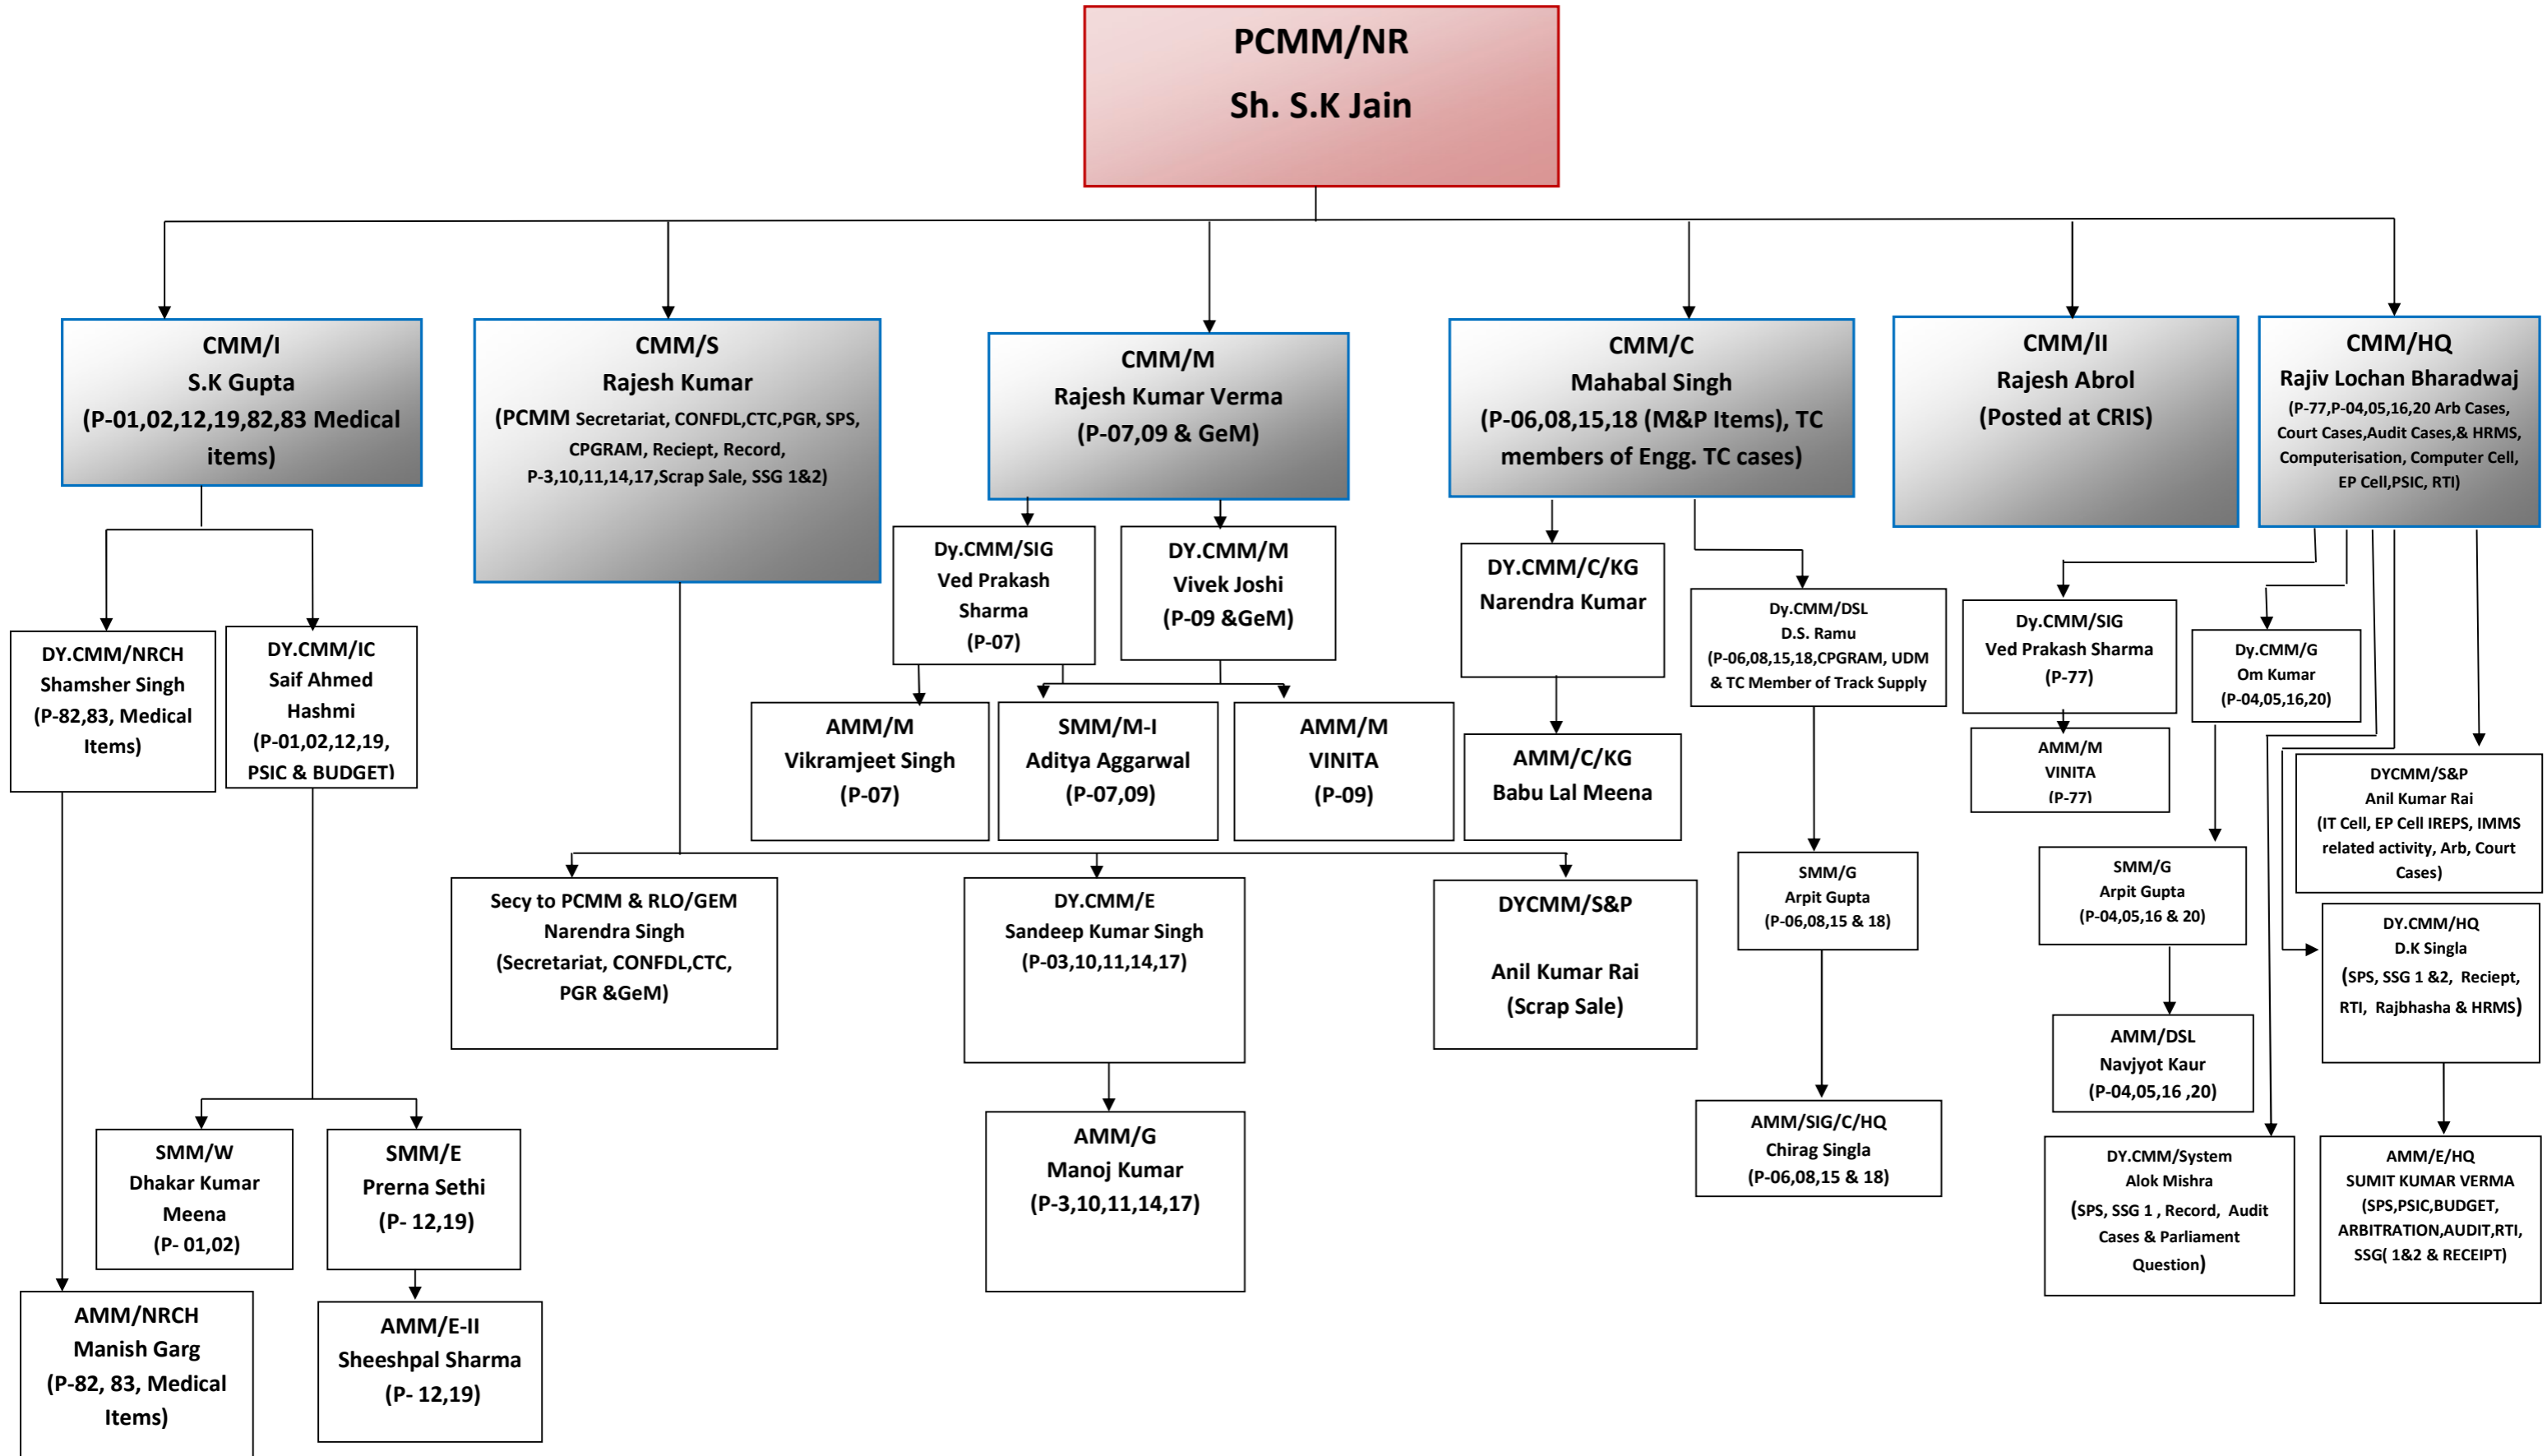 PCMM/NR
Sh. S.K Jain
CMM/I
S.K Gupta
(P-01,02,12,19,82,83 Medical
items)
CMM/S
Rajesh Kumar
(PCMM Secretariat, CONFDL,CTC,PGR, SPS,
CPGRAM, Reciept, Record,
P-3,10,11,14,17,Scrap Sale, SSG 1&2)
CMM/M
Rajesh Kumar Verma
(P-07,09 & GeM)
CMM/C
Mahabal Singh
(P-06,08,15,18 (M&P Items), TC
members of Engg. TC cases)
CMM/II
Rajesh Abrol
(Posted at CRIS)
CMM/HQ
Rajiv Lochan Bharadwaj
(P-77,P-04,05,16,20 Arb Cases,
Court Cases,Audit Cases,& HRMS,
Computerisation, Computer Cell,
EP Cell,PSIC, RTI)
DY.CMM/NRCH
Shamsher Singh
(P-82,83, Medical
Items)
DY.CMM/IC
Saif Ahmed
Hashmi
(P-01,02,12,19,
PSIC & BUDGET)
Dy.CMM/SIG
Ved Prakash
Sharma
(P-07)
DY.CMM/M
Vivek Joshi
(P-09 &GeM)
DY.CMM/C/KG
Narendra Kumar
Dy.CMM/DSL
D.S. Ramu
(P-06,08,15,18,CPGRAM, UDM
& TC Member of Track Supply
Dy.CMM/SIG
Ved Prakash Sharma
(P-77)
Dy.CMM/G
Om Kumar
(P-04,05,16,20)
AMM/M
Vikramjeet Singh
(P-07)
SMM/M-I
Aditya Aggarwal
(P-07,09)
AMM/M
VINITA
(P-09)
AMM/C/KG
Babu Lal Meena
AMM/M
VINITA
(P-77)
DYCMM/S&P
Anil Kumar Rai
(IT Cell, EP Cell IREPS, IMMS
related activity, Arb, Court
Cases)
Secy to PCMM & RLO/GEM
Narendra Singh
(Secretariat, CONFDL,CTC,
PGR &GeM)
DY.CMM/E
Sandeep Kumar Singh
(P-03,10,11,14,17)
DYCMM/S&P
Anil Kumar Rai
(Scrap Sale)
SMM/G
Arpit Gupta
(P-06,08,15 & 18)
SMM/G
Arpit Gupta
(P-04,05,16 & 20)
DY.CMM/HQ
D.K Singla
(SPS, SSG 1 &2, Reciept,
RTI, Rajbhasha & HRMS)
AMM/DSL
Navjyot Kaur
(P-04,05,16 ,20)
SMM/W
Dhakar Kumar
Meena
(P- 01,02)
SMM/E
Prerna Sethi
(P- 12,19)
AMM/G
Manoj Kumar
(P-3,10,11,14,17)
AMM/SIG/C/HQ
Chirag Singla
(P-06,08,15 & 18)
DY.CMM/System
Alok Mishra
(SPS, SSG 1 , Record, Audit
Cases & Parliament
Question)
AMM/E/HQ
SUMIT KUMAR VERMA
(SPS,PSIC,BUDGET,
ARBITRATION,AUDIT,RTI,
SSG( 1&2 & RECEIPT)
AMM/NRCH
Manish Garg
(P-82, 83, Medical
Items)
AMM/E-II
Sheeshpal Sharma
(P- 12,19)